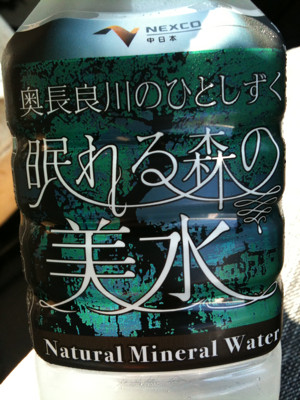 NEXCO
中日本
奥長良川のひとしずく
眠れる森の
美水
Natural Mineral Water